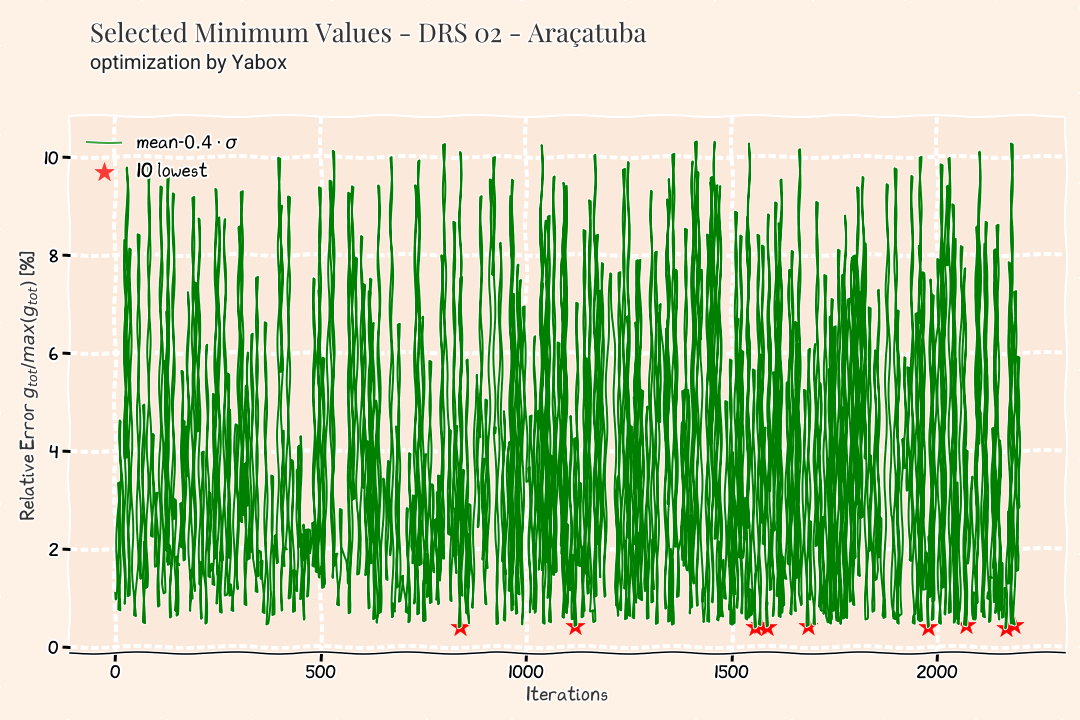 Selected Minimum Values - DRS 02 - Araçatuba
optimization by Yabox
mean-0.4 · σ
10 lowest
Relative Error g_tot/max(g_tot) [%]
10
8
6
4
2
0
0 500 1000 1500 2000
Iterations